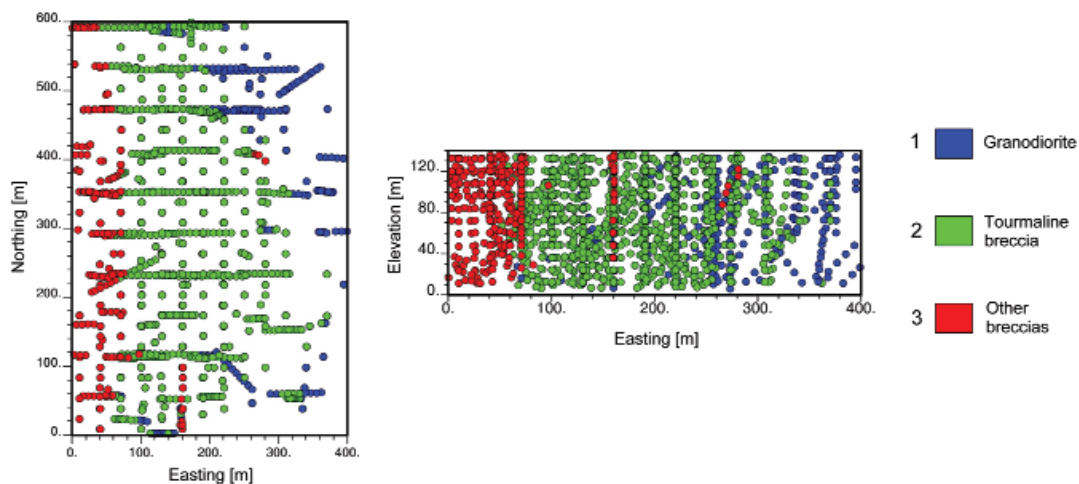 600.
500.
400.
300.
200.
100.
0.
Northing [m]
0. 100. 200. 300. 400.
Easting [m]
120.
80.
40.
0.
Elevation [m]
0. 100. 200. 300. 400.
Easting [m]
1 Granodiorite
2 Tourmaline
breccia
3 Other
breccias